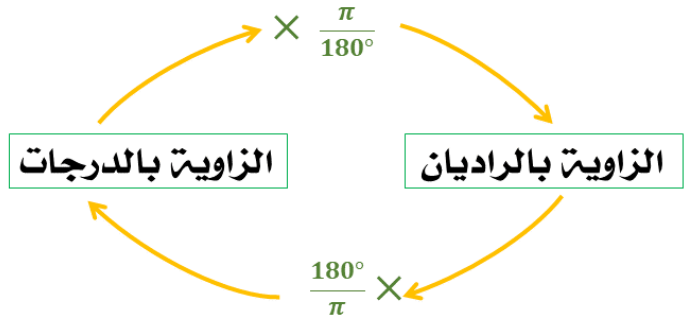 × π/180°
الزاوية بالراديان
الزاوية بالدرجات
180°/π ×